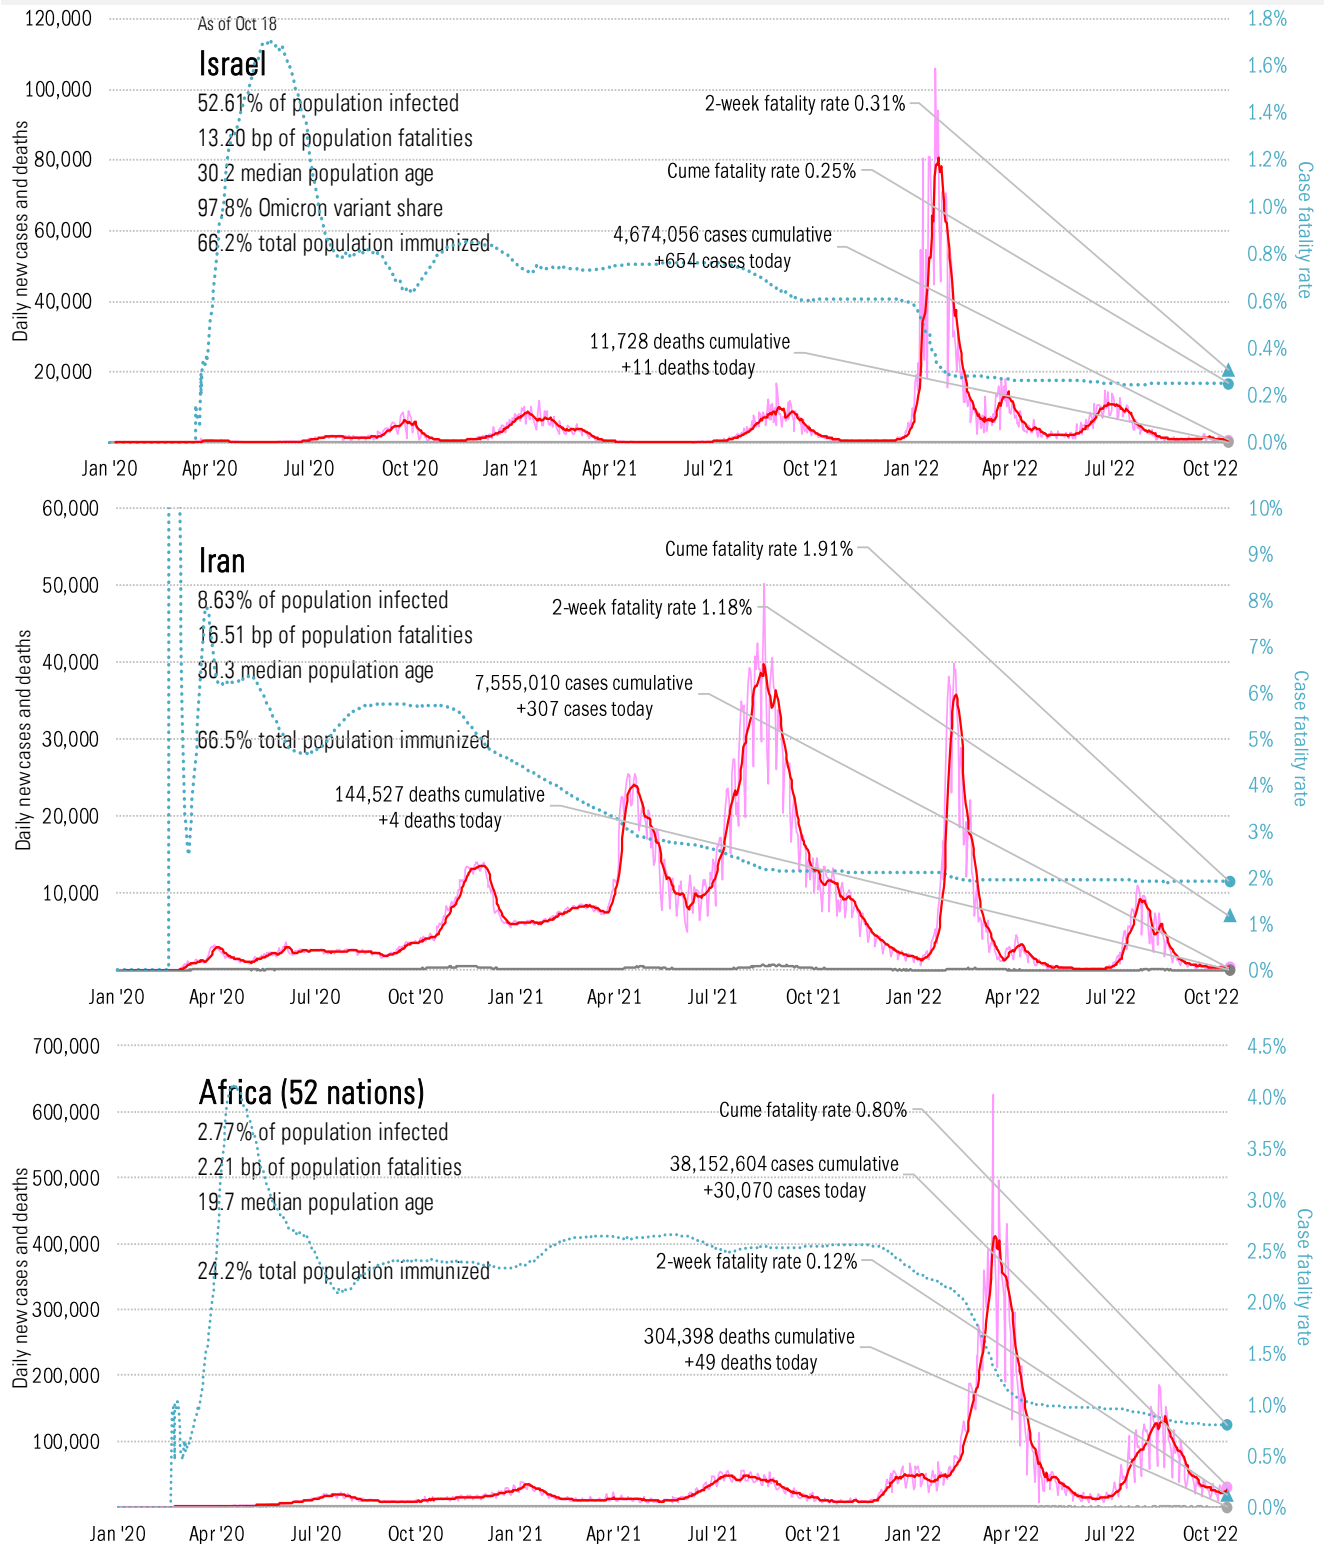 As of Oct 18
Israel
52.61% of population infected
13.20 bp of population fatalities
30.2 median population age
97.8% Omicron variant share
66.2% total population immunized
2-week fatality rate 0.31%
Cume fatality rate 0.25%
4,674,056 cases cumulative
+654 cases today
11,728 deaths cumulative
+11 deaths today
Daily new cases and deaths
120,000
100,000
80,000
60,000
40,000
20,000
1.8%
1.6%
1.4%
1.2%
1.0%
0.8%
0.6%
0.4%
0.2%
0.0%
Case fatality rate
Jan '20 Apr '20 Jul '20 Oct '20 Jan '21 Apr '21 Jul '21 Oct '21 Jan '22 Apr '22 Jul '22 Oct '22
Iran
8.63% of population infected
16.51 bp of population fatalities
30.3 median population age
66.5% total population immunized
Cume fatality rate 1.91%
2-week fatality rate 1.18%
7,555,010 cases cumulative
+307 cases today
144,527 deaths cumulative
+4 deaths today
Daily new cases and deaths
60,000
50,000
40,000
30,000
20,000
10,000
10%
9%
8%
7%
6%
5%
4%
3%
2%
1%
0%
Case fatality rate
Jan '20 Apr '20 Jul '20 Oct '20 Jan '21 Apr '21 Jul '21 Oct '21 Jan '22 Apr '22 Jul '22 Oct '22
Africa (52 nations)
2.77% of population infected
2.21 bp of population fatalities
19.7 median population age
24.2% total population immunized
Cume fatality rate 0.80%
38,152,604 cases cumulative
+30,070 cases today
2-week fatality rate 0.12%
304,398 deaths cumulative
+49 deaths today
Daily new cases and deaths
700,000
600,000
500,000
400,000
300,000
200,000
100,000
4.5%
4.0%
3.5%
3.0%
2.5%
2.0%
1.5%
1.0%
0.5%
0.0%
Case fatality rate
Jan '20 Apr '20 Jul '20 Oct '20 Jan '21 Apr '21 Jul '21 Oct '21 Jan '22 Apr '22 Jul '22 Oct '22